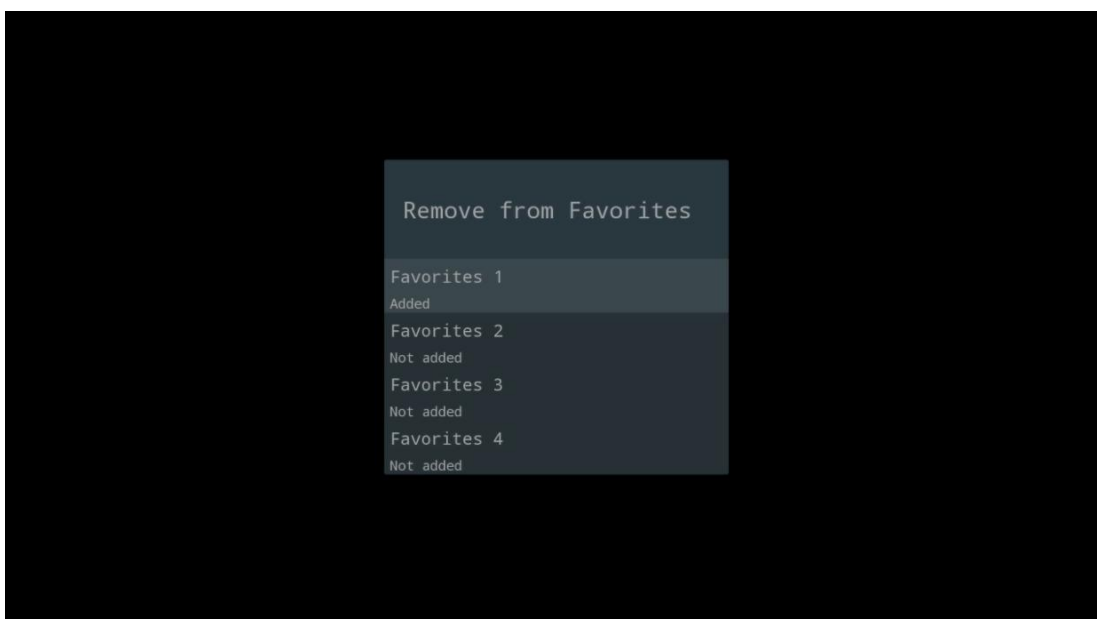 Remove from Favorites
Favorites 1
Added
Favorites 2
Not added
Favorites 3
Not added
Favorites 4
Not added